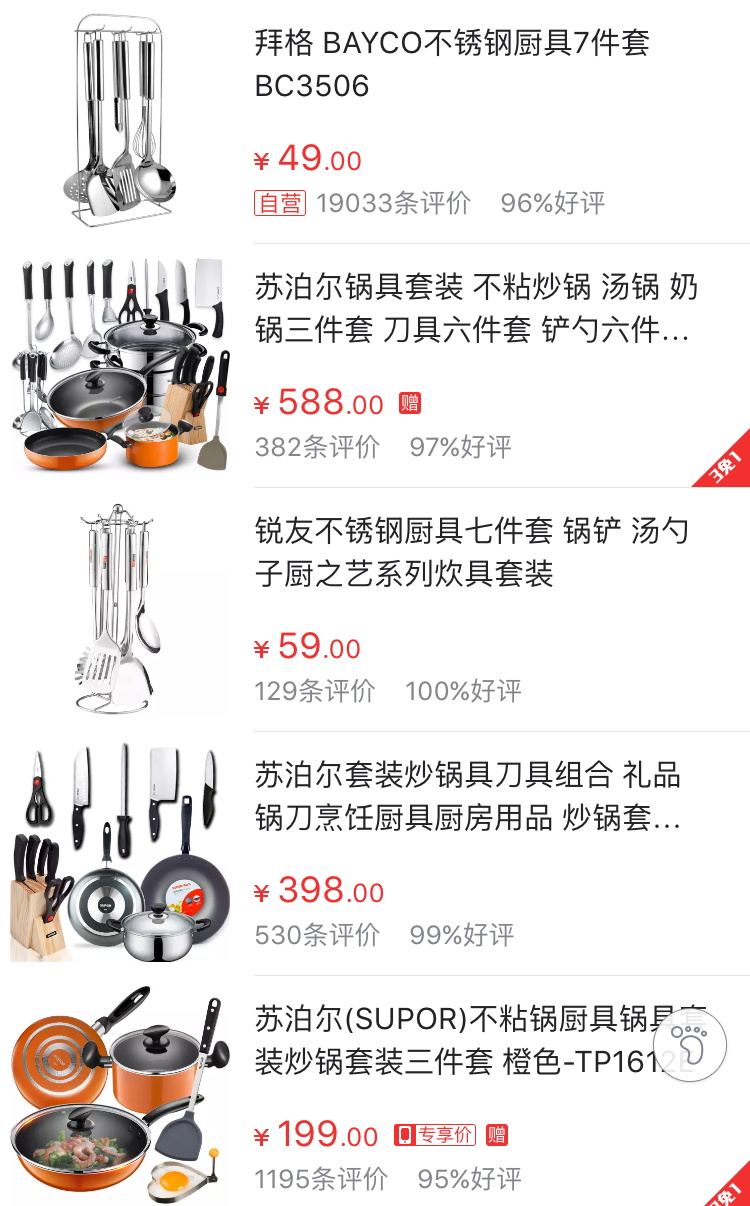 拜格 BAYCO不锈钢厨具7件套
BC3506
¥ 49.00
自营 19033条评价 96%好评
苏泊尔锅具套装 不粘炒锅 汤锅 奶
锅三件套 刀具六件套 铲勺六件...
¥ 588.00 赠
382条评价 97%好评
3免1
锐友不锈钢厨具七件套 锅铲 汤勺
子厨之艺系列炊具套装
¥ 59.00
129条评价 100%好评
苏泊尔套装炒锅具刀具组合 礼品
锅刀烹饪厨具厨房用品 炒锅套...
¥ 398.00
530条评价 99%好评
苏泊尔(SUPOR)不粘锅厨具锅具套
装炒锅套装三件套 橙色-TP1612E
¥ 199.00 专享价 赠
1195条评价 95%好评
3免1